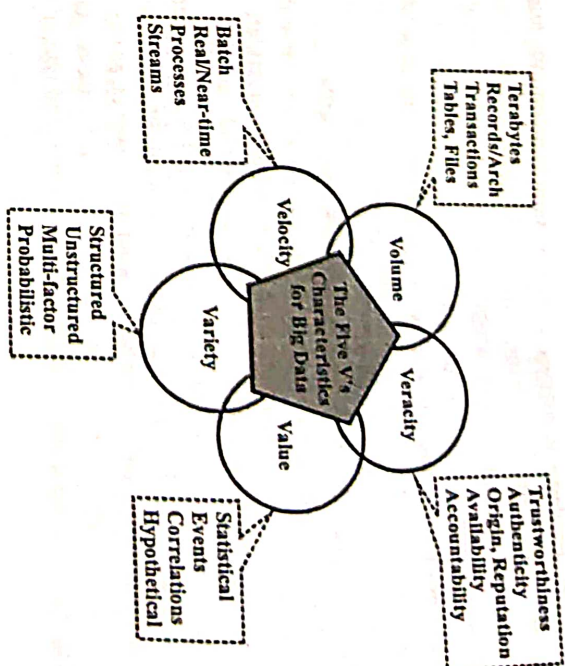 Terabytes
Records/Arch
Transactions
Tables, Files
Trustworthiness
Authenticity
Origin, Reputation
Availability
Accountability
Volume
Veracity
Batch
Real/Near-time
Processes
Streams
Velocity
The Five V's
Characteristics
for Big Data
Value
Statistical
Events
Correlations
Hypothetical
Variety
Structured
Unstructured
Multi-factor
Probabilistic